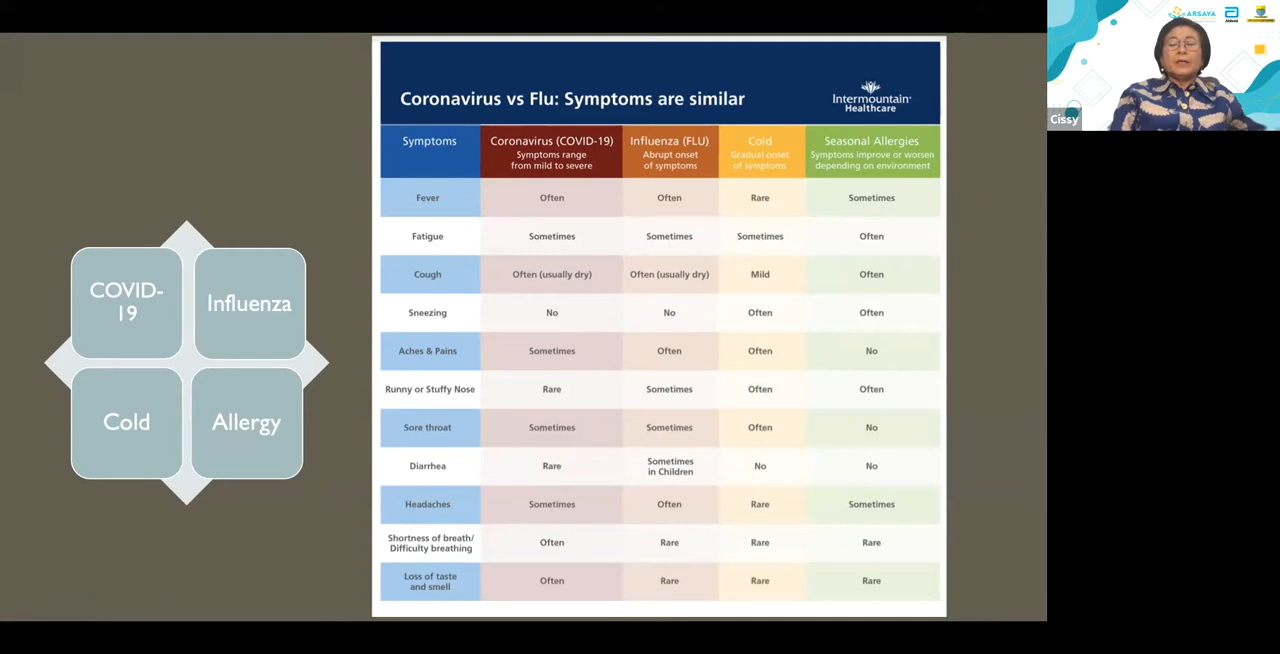 COVID-
19
Influenza
Cold
Allergy
Coronavirus vs Flu: Symptoms are similar
Intermountain
Healthcare
Symptoms
Coronavirus (COVID-19)
Symptoms range
from mild to severe
Influenza (FLU)
Abrupt onset
of symptoms
Cold
Gradual onset
of symptoms
Seasonal Allergies
Symptoms improve or worsen
depending on environment
Fever Often Often Rare Sometimes
Fatigue Sometimes Sometimes Sometimes Often
Cough Often (usually dry) Often (usually dry) Mild Often
Sneezing No No Often Often
Aches & Pains Sometimes Often Often No
Runny or Stuffy Nose Rare Sometimes Often Often
Sore throat Sometimes Sometimes Often No
Diarrhea Rare Sometimes
in Children No No
Headaches Sometimes Often Rare Sometimes
Shortness of breath/
Difficulty breathing Often Rare Rare Rare
Loss of taste
and smell Often Rare Rare Rare
ARSAYA
Abbott
Cissy